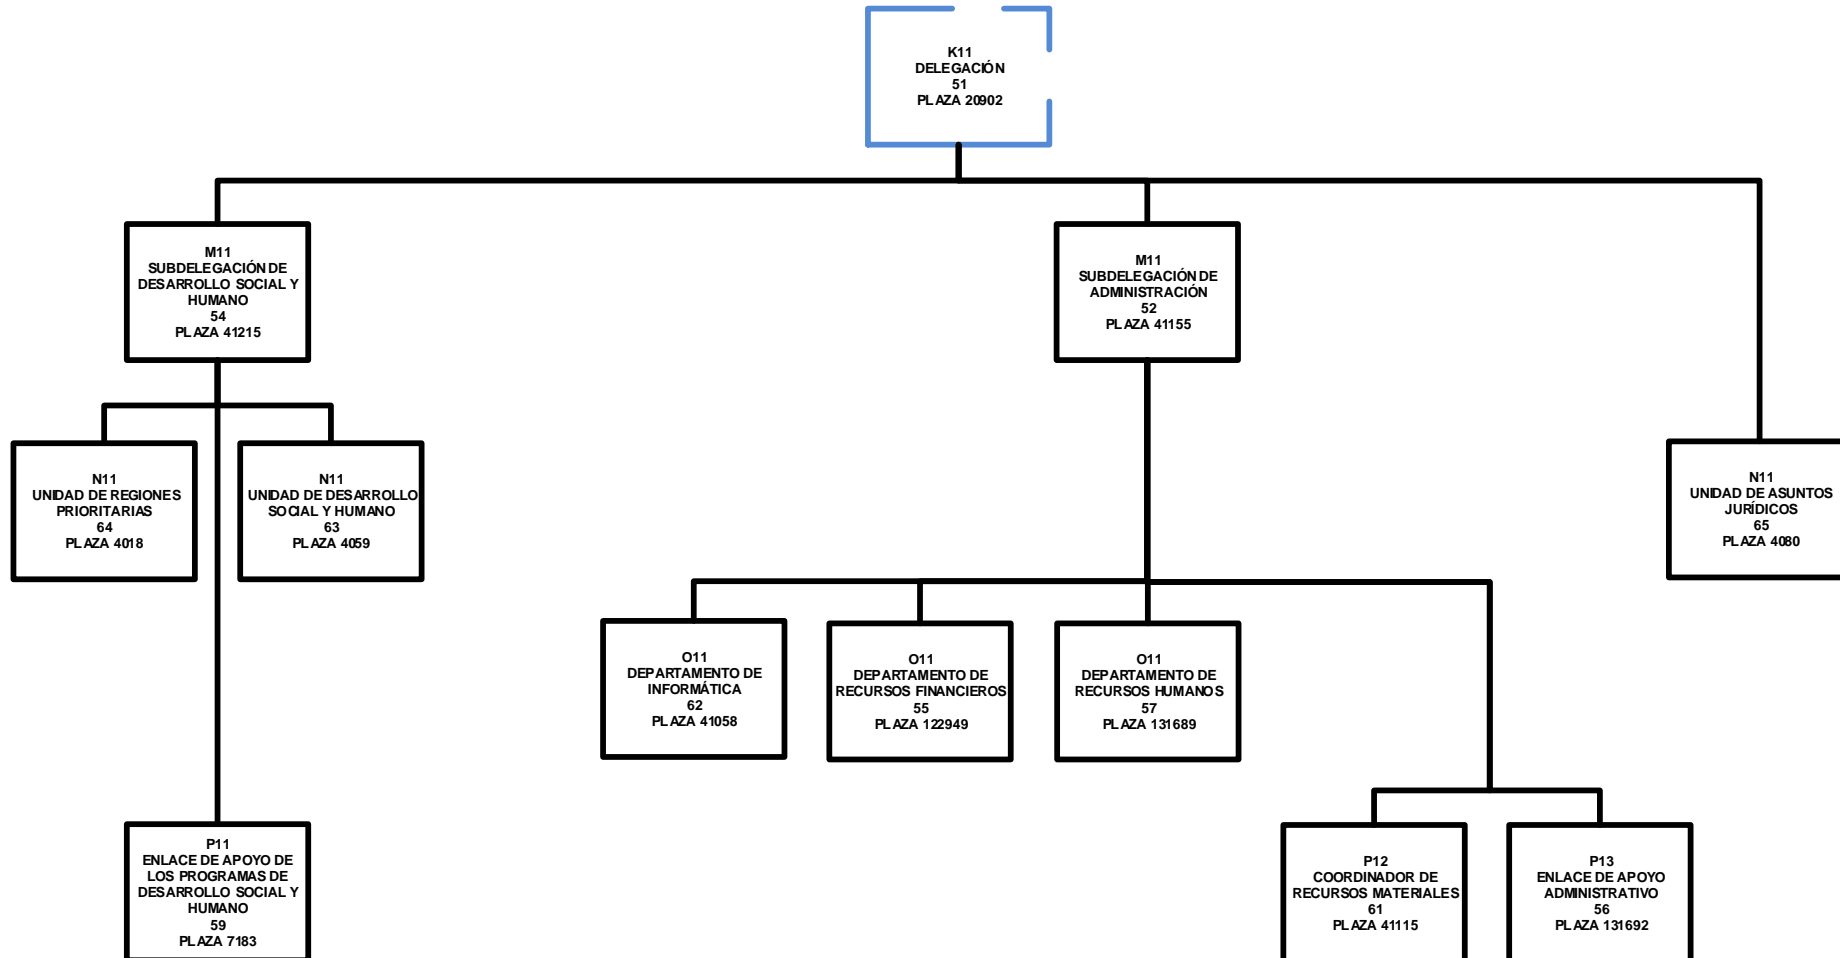 K11
DELEGACIÓN
51
PLAZA 20902
M11
SUBDELEGACIÓN DE
DESARROLLO SOCIAL Y
HUMANO
54
PLAZA 41215
M11
SUBDELEGACIÓN DE
ADMINISTRACIÓN
52
PLAZA 41155
N11
UNIDAD DE REGIONES
PRIORITARIAS
64
PLAZA 4018
N11
UNIDAD DE DESARROLLO
SOCIAL Y HUMANO
63
PLAZA 4059
N11
UNIDAD DE ASUNTOS
JURÍDICOS
65
PLAZA 4080
O11
DEPARTAMENTO DE
INFORMÁTICA
62
PLAZA 41058
O11
DEPARTAMENTO DE
RECURSOS FINANCIEROS
55
PLAZA 122949
O11
DEPARTAMENTO DE
RECURSOS HUMANOS
57
PLAZA 131689
P11
ENLACE DE APOYO DE
LOS PROGRAMAS DE
DESARROLLO SOCIAL Y
HUMANO
59
PLAZA 7183
P12
COORDINADOR DE
RECURSOS MATERIALES
61
PLAZA 41115
P13
ENLACE DE APOYO
ADMINISTRATIVO
56
PLAZA 131692